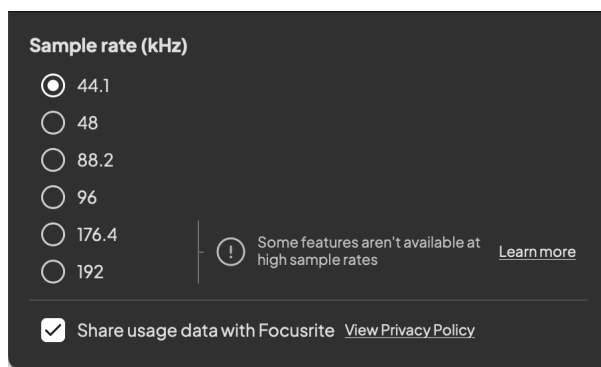 Sample rate (kHz)
44.1
48
88.2
96
176.4
192
Some features aren't available at
high sample rates
Learn more
Share usage data with Focusrite View Privacy Policy